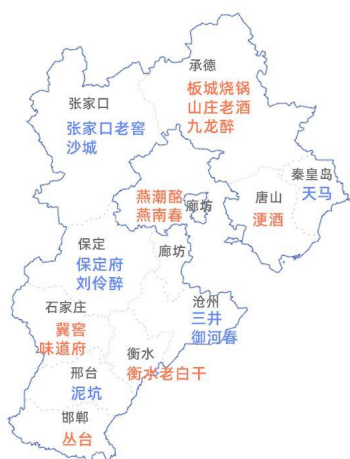 承德
板城烧锅
山庄老酒
九龙醉
张家口
张家口老窖
沙城
秦皇岛
天马
唐山
浭酒
燕潮酩
燕南春
廊坊
保定
保定府
刘伶醉
廊坊
石家庄
冀窖
味道府
沧州
三井
御河春
衡水
衡水老白干
邢台
泥坑
邯郸
丛台